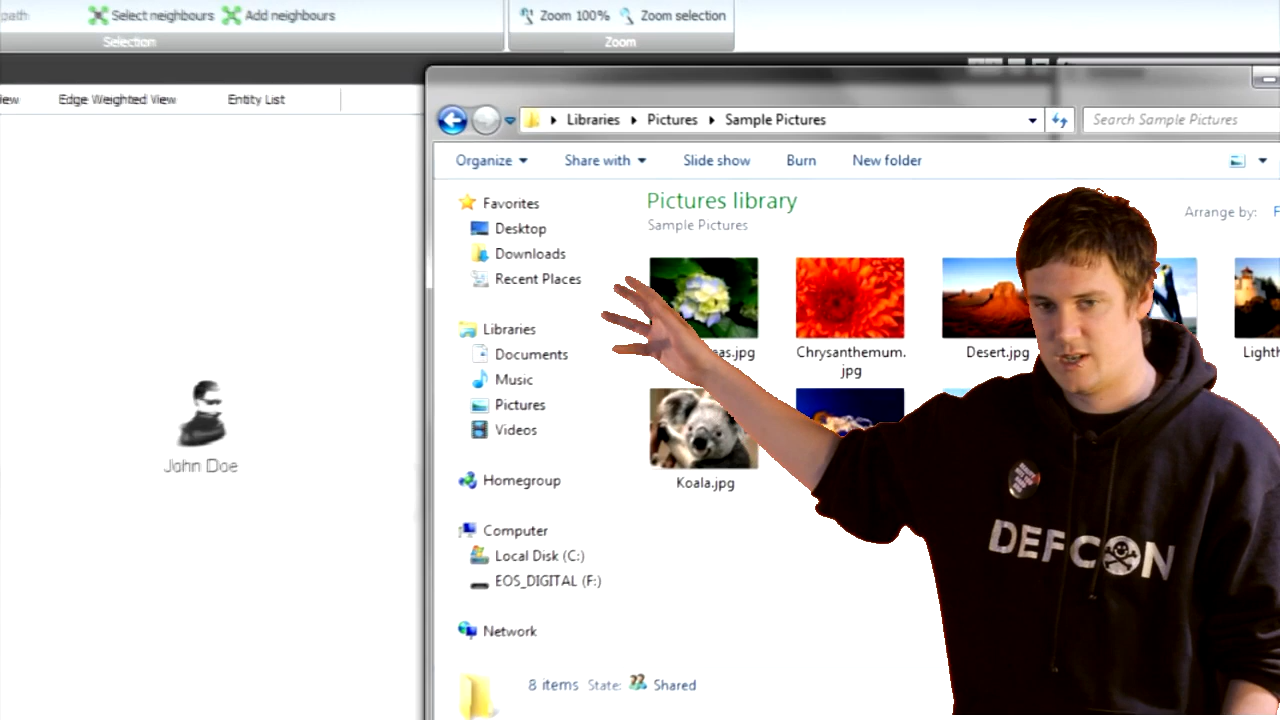 Select neighbours
Add neighbours
Selection
Zoom 100%
Zoom selection
Zoom
Edge Weighted View
Entity List
John Doe
Libraries
Pictures
Sample Pictures
Search Sample Pictures
Organize
Share with
Slide show
Burn
New folder
Favorites
Desktop
Downloads
Recent Places
Libraries
Documents
Music
Pictures
Videos
Homegroup
Computer
Local Disk (C:)
EOS_DIGITAL (F:)
Network
Pictures library
Sample Pictures
Arrange by:
Chrysanthemum.
jpg
Desert.jpg
Koala.jpg
8 items State: Shared
DEFCON